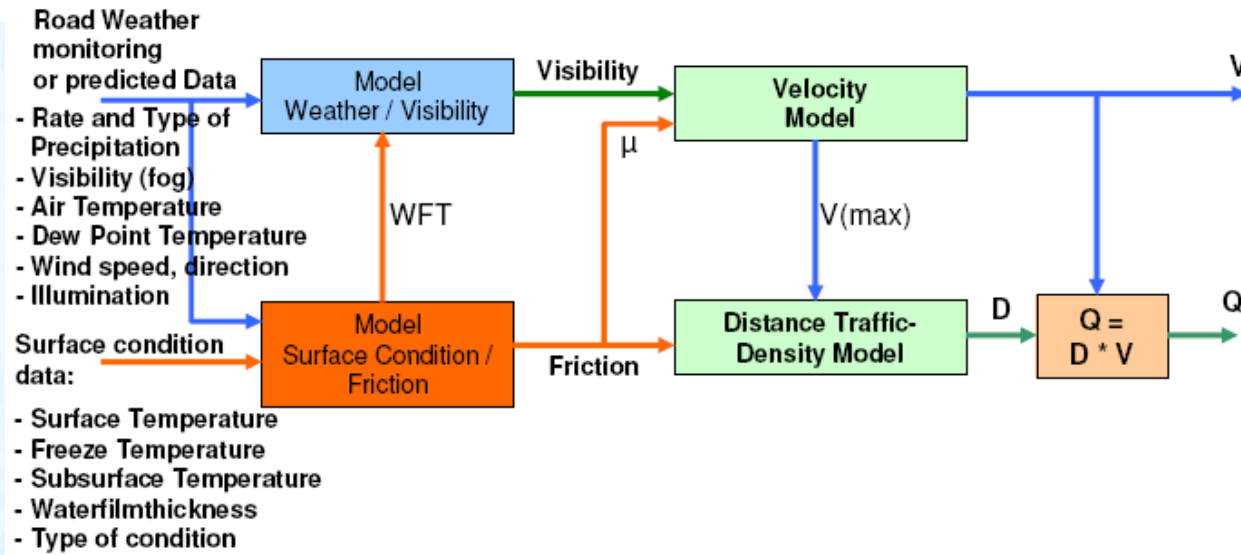 Road Weather
monitoring
or predicted Data
- Rate and Type of
Precipitation
- Visibility (fog)
- Air Temperature
- Dew Point Temperature
- Wind speed, direction
- Illumination
Surface condition
data:
- Surface Temperature
- Freeze Temperature
- Subsurface Temperature
- Waterfilmthickness
- Type of condition
Model
Weather / Visibility
WFT
Model
Surface Condition /
Friction
Visibility
μ
Friction
Velocity
Model
V(max)
Distance Traffic-
Density Model
D
Q =
D * V
V
Q